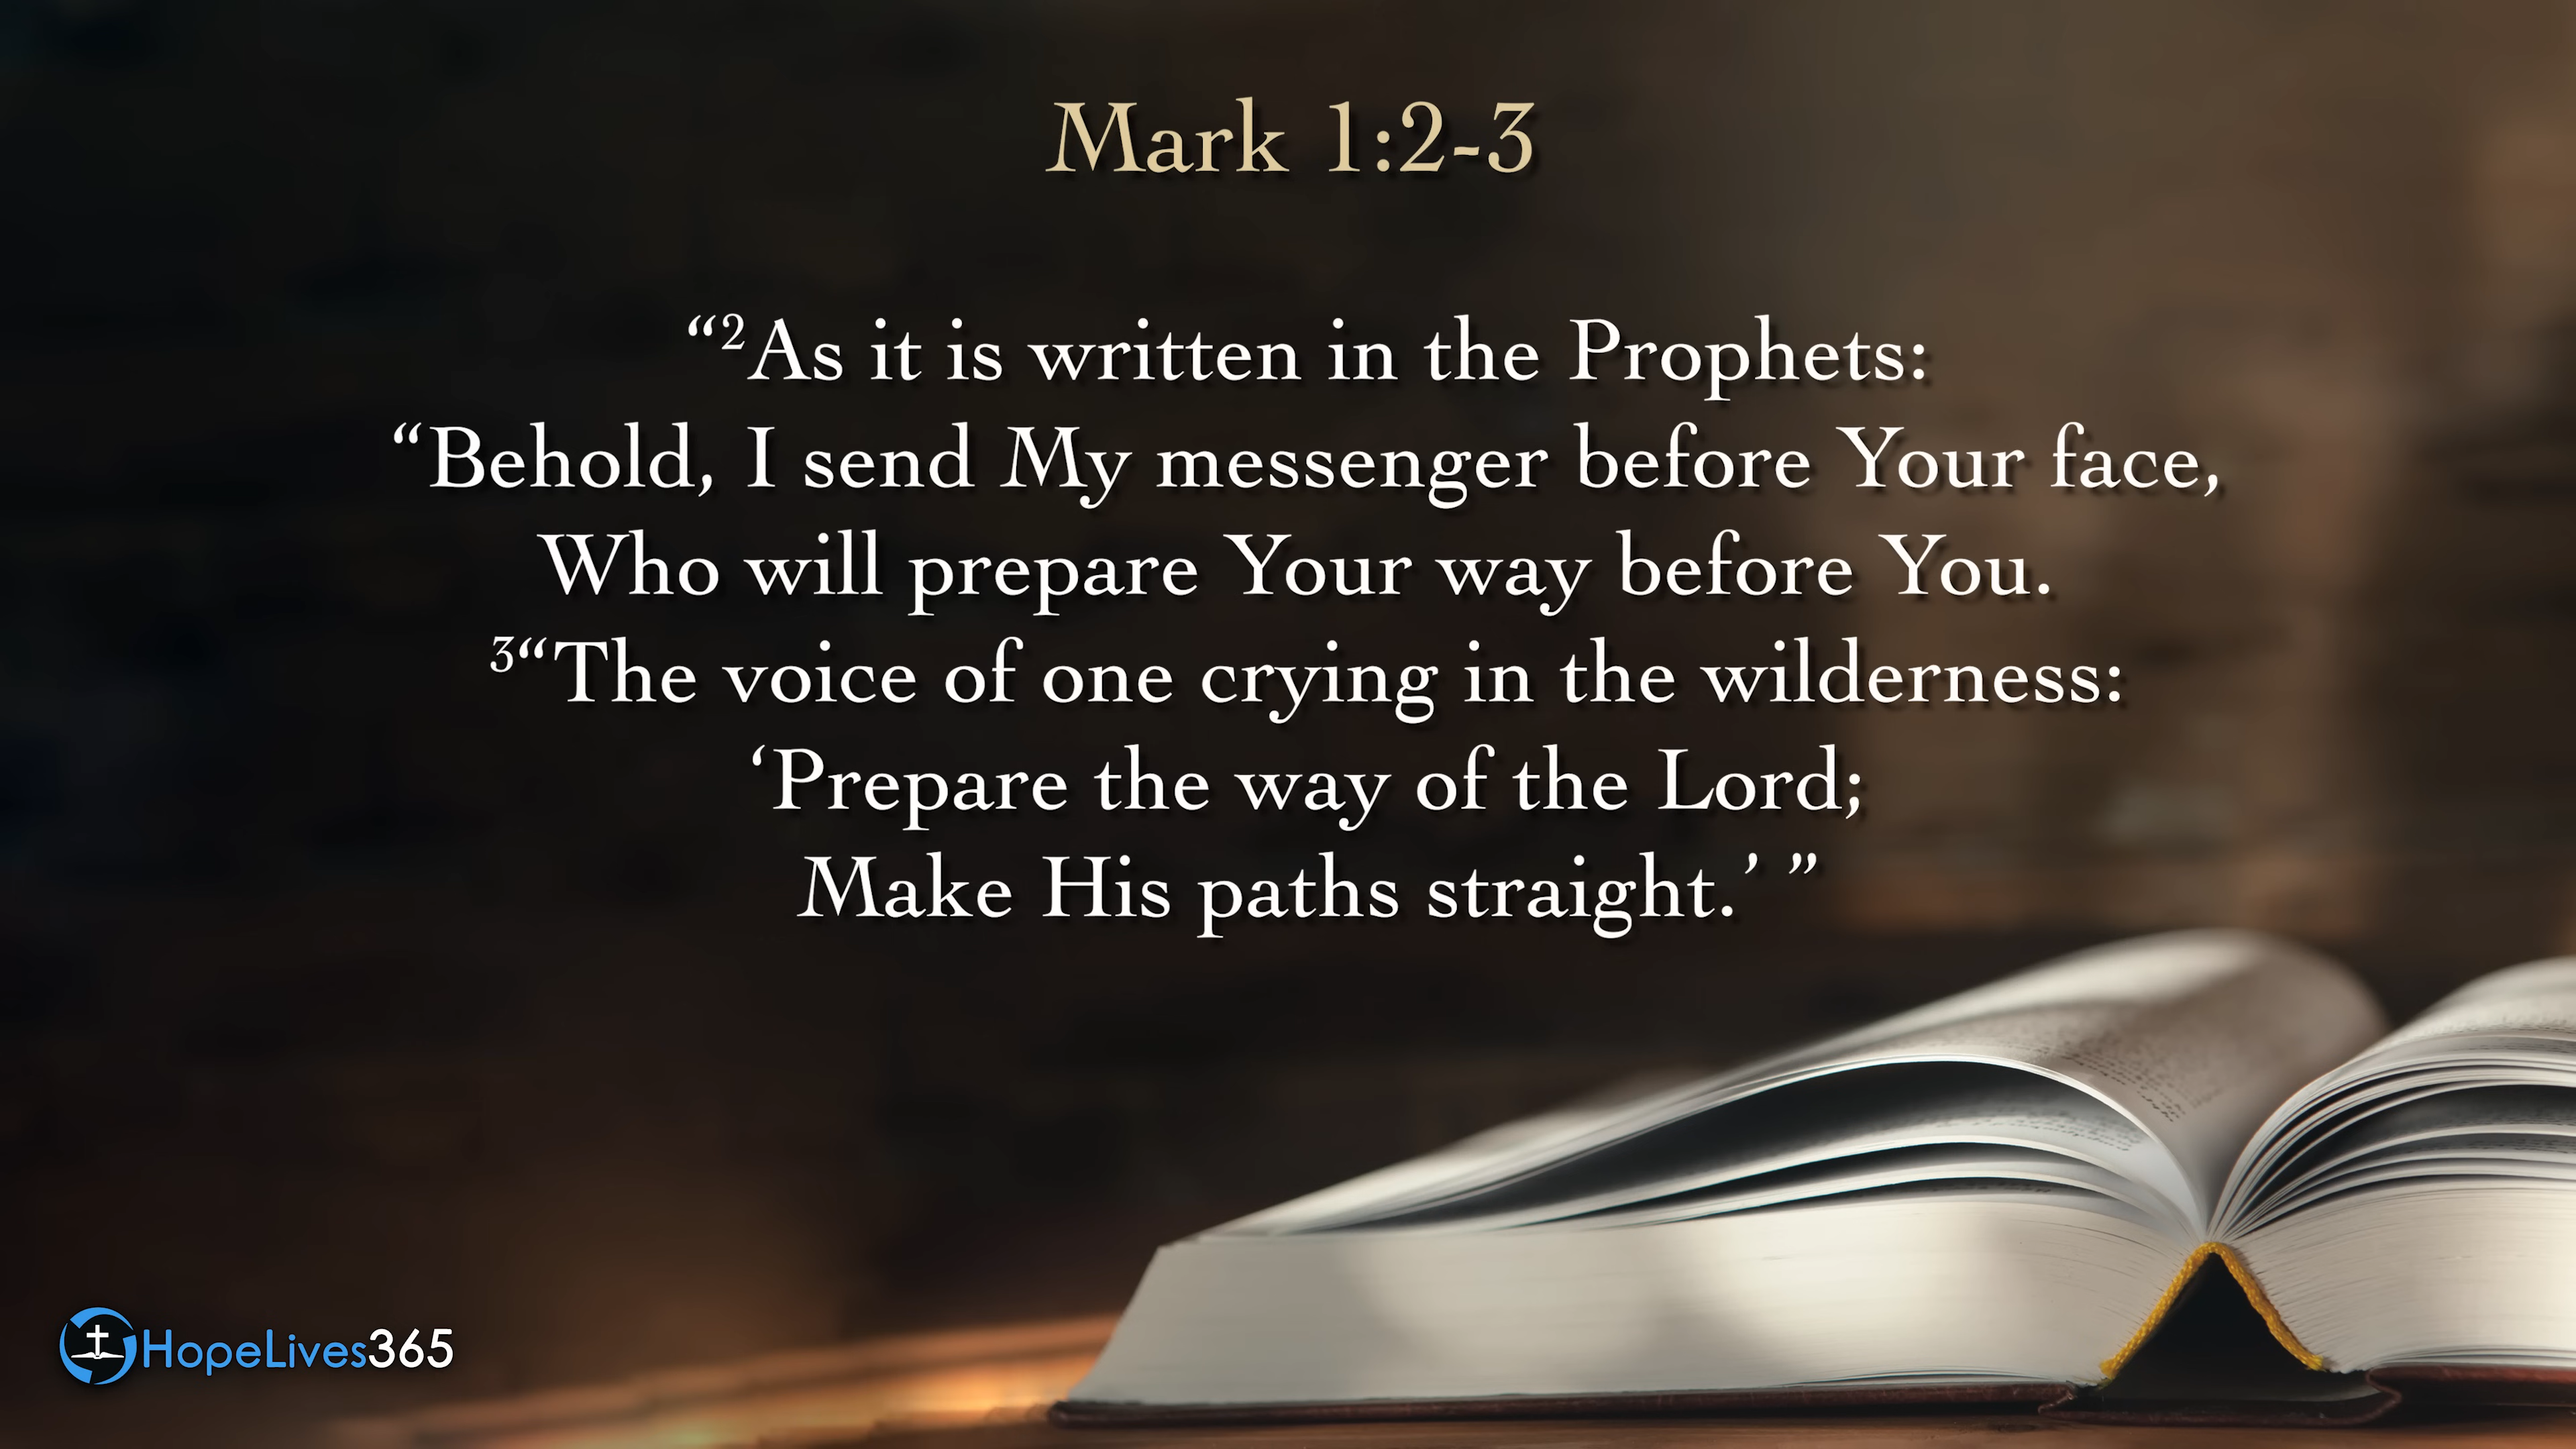 Mark 1:2-3
“²As it is written in the Prophets:
“Behold, I send My messenger before Your face,
Who will prepare Your way before You.
³“The voice of one crying in the wilderness:
‘Prepare the way of the Lord;
Make His paths straight.’ ”
HopeLives365